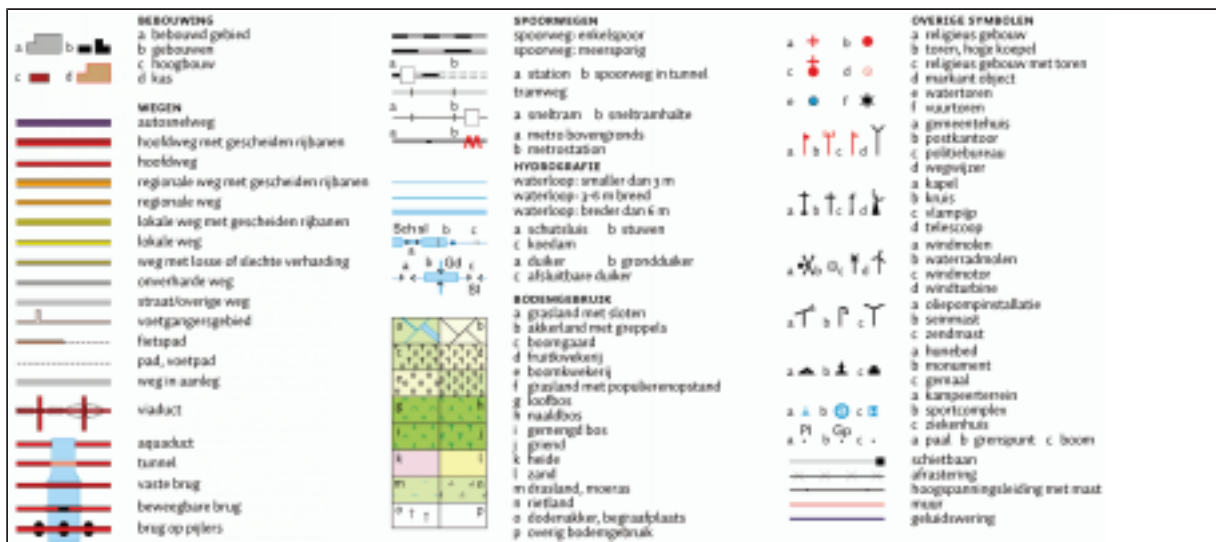 BEBOUWING
a bebouwd gebied
b gebouwen
c hoogbouw
d kas
a b
c d
WEGEN
autosnelweg
hoofdweg met gescheiden rijbanen
hoofdweg
regionale weg met gescheiden rijbanen
regionale weg
lokale weg met gescheiden rijbanen
lokale weg
weg met losse of slechte verharding
onverharde weg
straat/overige weg
voetgangersgebied
fietspad
pad, voetpad
weg in aanleg
viaduct
aquaduct
tunnel
vaste brug
beweegbare brug
brug op pijlers
SPOORWEGEN
spoorweg: enkelspoor
spoorweg: meersporig
a b
a station b spoorweg in tunnel
tramweg
a b
a sneltram b sneltramhalte
a b
a metro bovengronds
b metrostation
HYDROGRAFIE
waterloop: smaller dan 3 m
waterloop: 3-6 m breed
waterloop: breder dan 6 m
Schsl b c
a
a schutsluis b stuwen
c koedam
a b Gd c
Sl
a duiker b grondduiker
c afsluitbare duiker
BODEMGEBRUIK
a grasland met sloten
b akkerland met greppels
c boomgaard
d fruitkwekerij
e boomkwekerij
f grasland met populierenopstand
g loofbos
h naaldbos
i gemengd bos
j griend
k heide
l zand
m drasland, moeras
n rietland
o dodenakker, begraafplaats
p overig bodemgebruik
a b
c d
e f
g h
i j
k l
m n
o p
OVERIGE SYMBOLEN
a religieus gebouw
b toren, hoge koepel
c religieus gebouw met toren
d markant object
e watertoren
f vuurtoren
a b
c d
e f
a gemeentehuis
b postkantoor
c politiebureau
d wegwijzer
a b c d
a kapel
b kruis
c vlampijp
d telescoop
a b c d
a windmolen
b waterradmolen
c windmotor
d windturbine
a b c d
a oliepompinstallatie
b seinmast
c zendmast
a b c
a hunebed
b monument
c gemaal
a b c
a kampeerterrein
b sportcomplex
c ziekenhuis
a b c
Pl Gp
a b c
a paal b grenspunt c boom
schietbaan
afrastering
hoogspanningsleiding met mast
muur
geluidswering